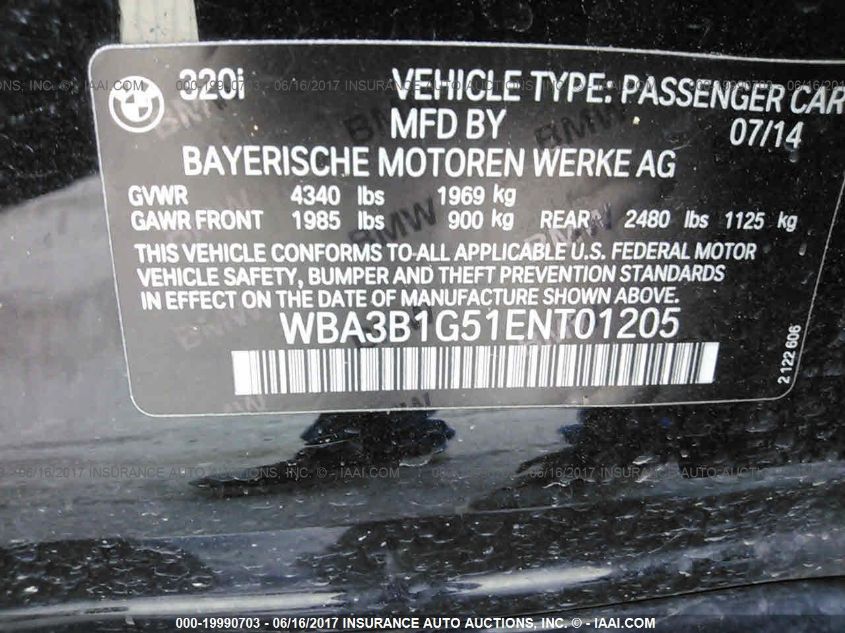 320i VEHICLE TYPE: PASSENGER CAR
MFD BY 07/14
BAYERISCHE MOTOREN WERKE AG
GVWR 4340 lbs 1969 kg
GAWR FRONT 1985 lbs 900 kg REAR 2480 lbs 1125 kg
THIS VEHICLE CONFORMS TO ALL APPLICABLE U.S. FEDERAL MOTOR
VEHICLE SAFETY, BUMPER AND THEFT PREVENTION STANDARDS
IN EFFECT ON THE DATE OF MANUFACTURE SHOWN ABOVE.
WBA3B1G51ENT01205
2 122 606
000-19990703 - 06/16/2017 INSURANCE AUTO AUCTIONS, INC. © - IAAI.COM